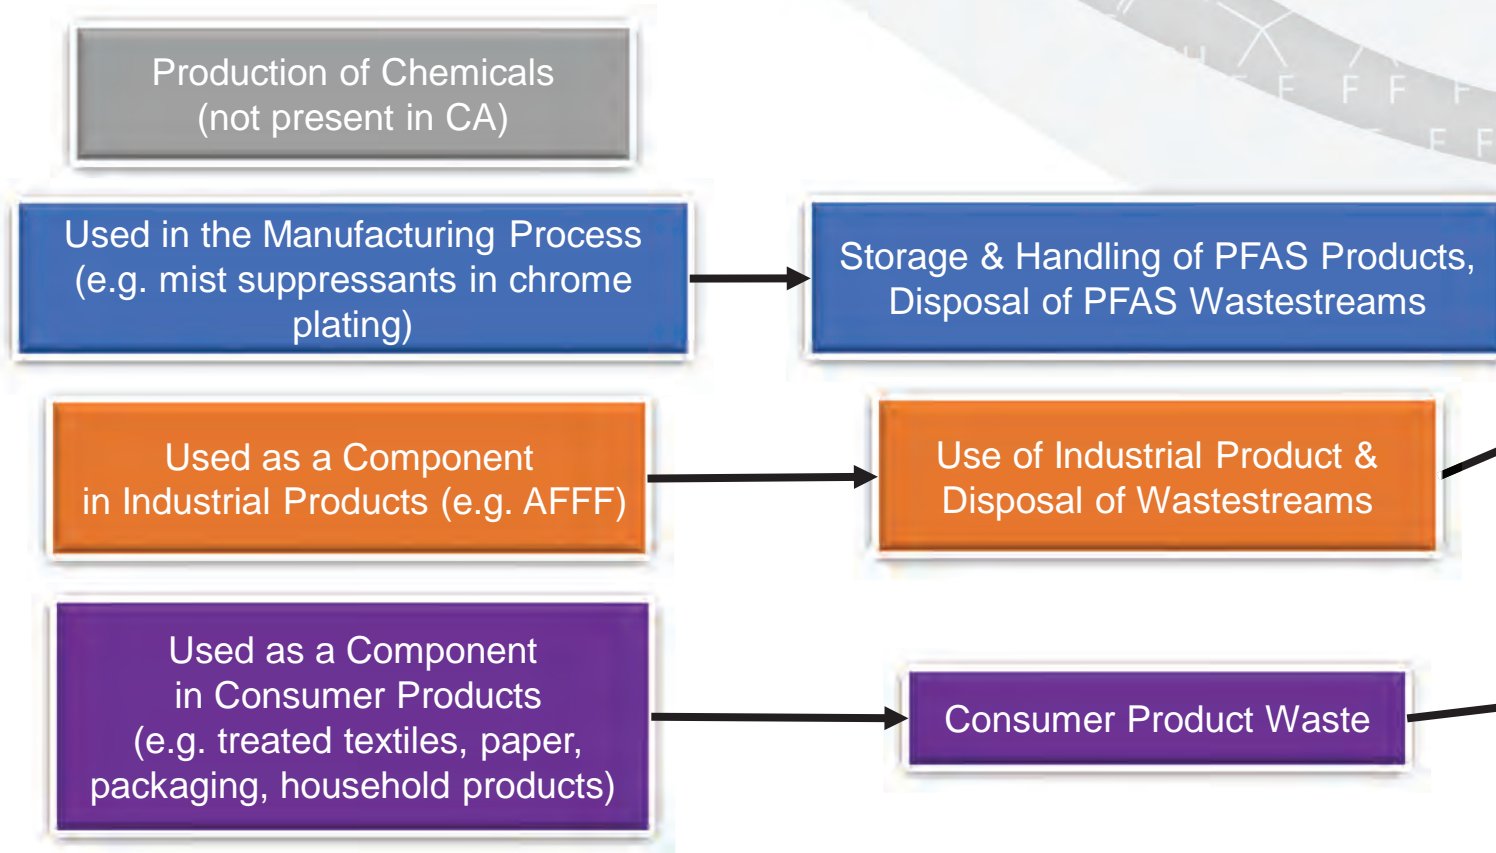 Production of Chemicals
(not present in CA)
Used in the Manufacturing Process
(e.g. mist suppressants in chrome
plating)
Storage & Handling of PFAS Products,
Disposal of PFAS Wastestreams
Used as a Component
in Industrial Products (e.g. AFFF)
Use of Industrial Product &
Disposal of Wastestreams
Used as a Component
in Consumer Products
(e.g. treated textiles, paper,
packaging, household products)
Consumer Product Waste